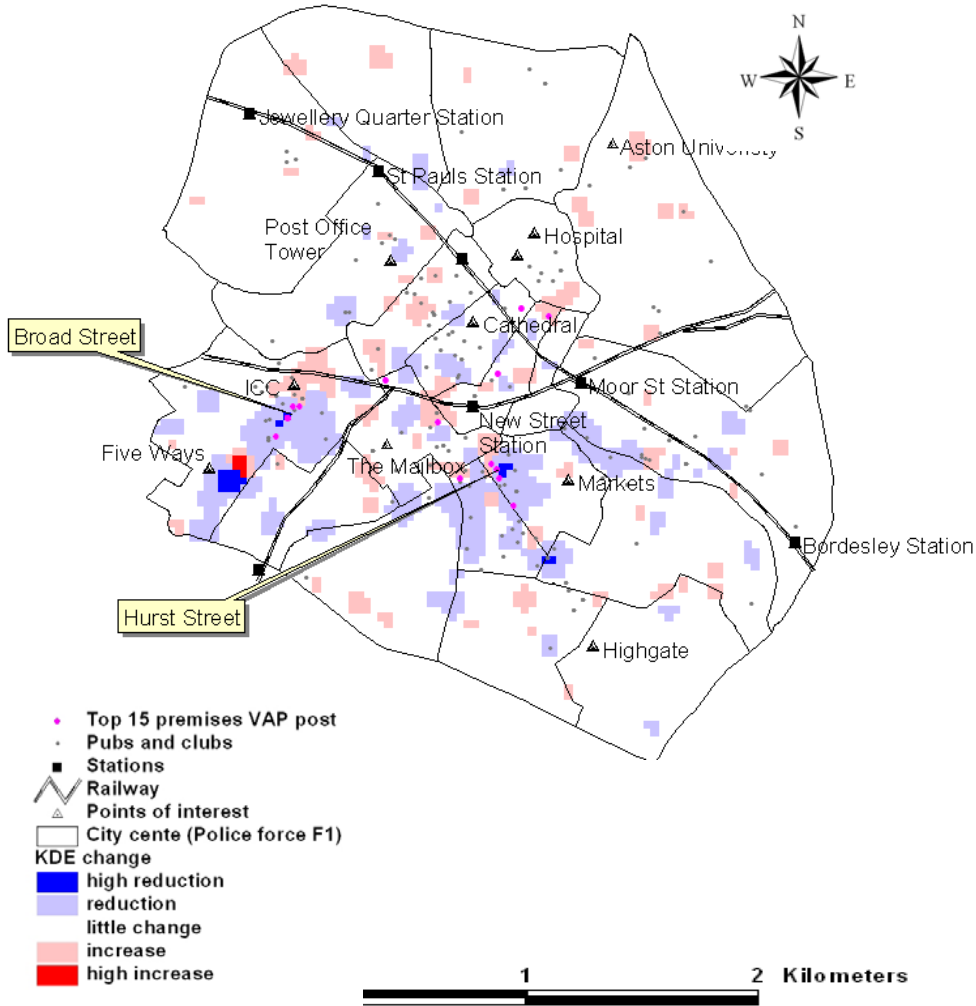 N
W E
S
Jewellery Quarter Station
Aston Univeristy
St Pauls Station
Post Office
Tower
Hospital
Broad Street
Cathedral
ICC
Moor St Station
New Street
Station
Five Ways
The Mailbox
Markets
Bordesley Station
Hurst Street
Highgate
Top 15 premises VAP post
Pubs and clubs
Stations
Railway
Points of interest
City cente (Police force F1)
KDE change
high reduction
reduction
little change
increase
high increase
1 2 Kilometers